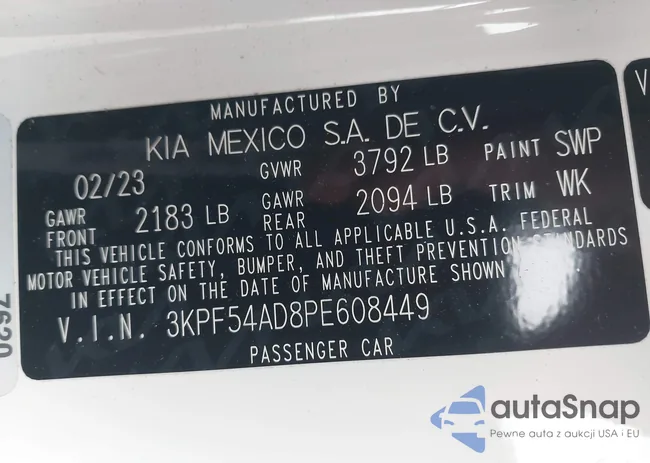 MANUFACTURED BY
KIA MEXICO S.A. DE C.V.
02/23 GVWR 3792 LB PAINT SWP
GAWR FRONT 2183 LB GAWR REAR 2094 LB TRIM WK
THIS VEHICLE CONFORMS TO ALL APPLICABLE U.S.A. FEDERAL
MOTOR VEHICLE SAFETY, BUMPER, AND THEFT PREVENTION STANDARDS
IN EFFECT ON THE DATE OF MANUFACTURE SHOWN
V.I.N. 3KPF54AD8PE608449
PASSENGER CAR
V
7620
autaSnap
Pewne auta z aukcji USA i EU